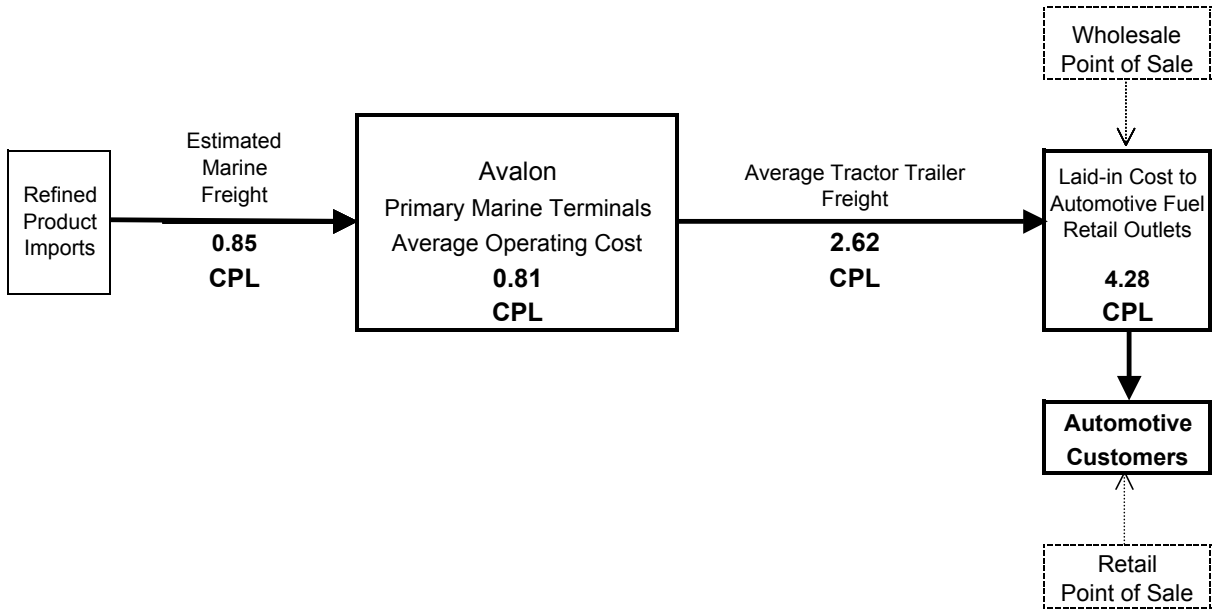 Wholesale
Point of Sale
Refined
Product
Imports
Estimated
Marine
Freight
0.85
CPL
Avalon
Primary Marine Terminals
Average Operating Cost
0.81
CPL
Average Tractor Trailer
Freight
2.62
CPL
Laid-in Cost to
Automotive Fuel
Retail Outlets
4.28
CPL
Automotive
Customers
Retail
Point of Sale